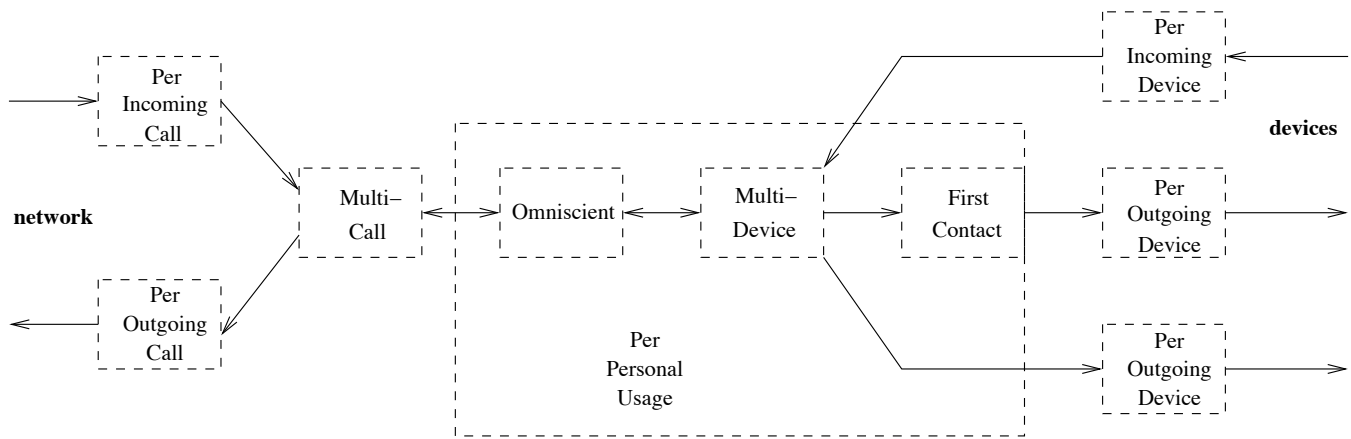 Per
Incoming
Call
network
Per
Outgoing
Call
Multi–
Call
Omniscient
Multi–
Device
First
Contact
Per
Personal
Usage
Per
Incoming
Device
devices
Per
Outgoing
Device
Per
Outgoing
Device